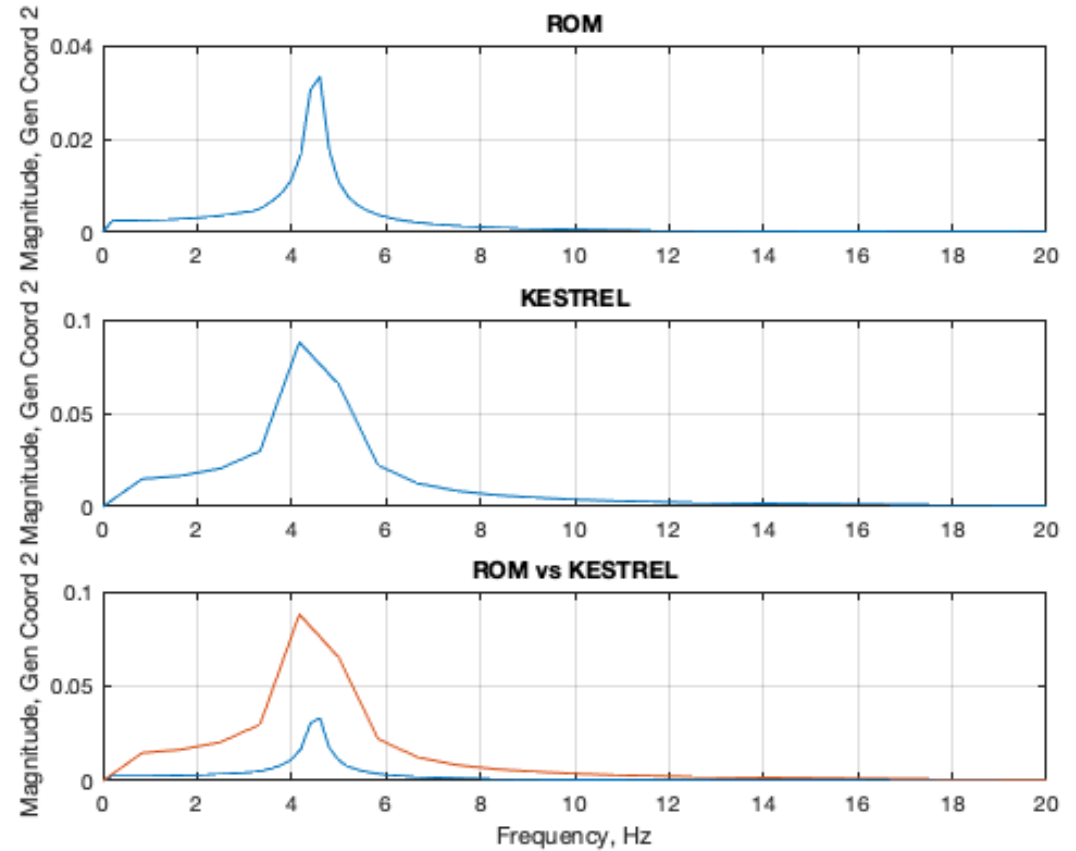 ROM
Magnitude, Gen Coord 2
0.04
0.02
0
0 2 4 6 8 10 12 14 16 18 20
KESTREL
Magnitude, Gen Coord 2
0.1
0.05
0
0 2 4 6 8 10 12 14 16 18 20
ROM vs KESTREL
Magnitude, Gen Coord 2
0.1
0.05
0
0 2 4 6 8 10 12 14 16 18 20
Frequency, Hz